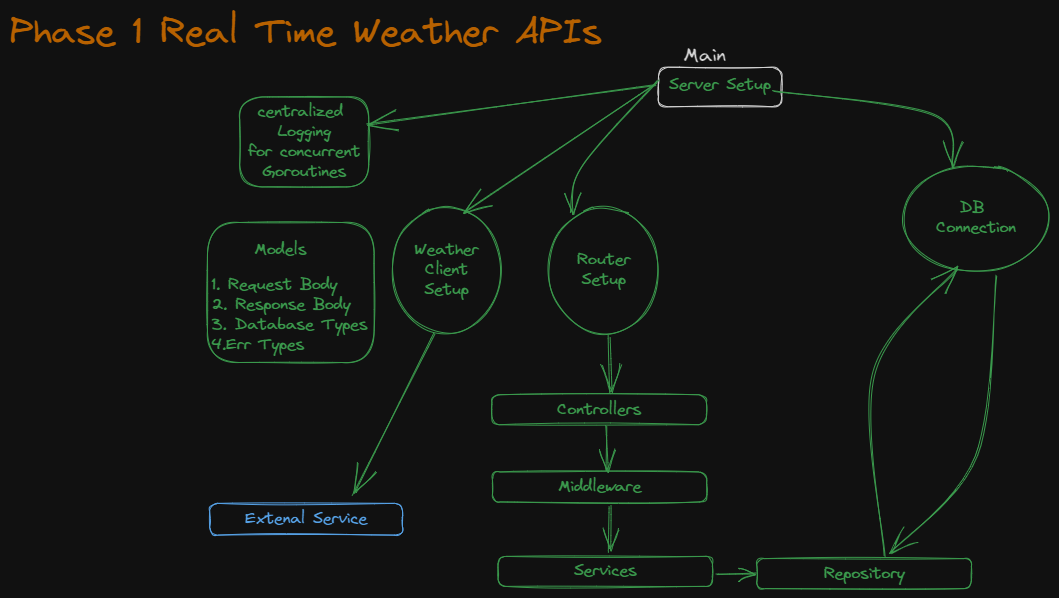 Phase 1 Real Time Weather APIs
Main
Server Setup
centralized
Logging
for concurrent
Goroutines
Models
1. Request Body
2. Response Body
3. Database Types
4.Err Types
Weather
Client
Setup
Router
Setup
DB
Connection
Controllers
Middleware
Extenal Service
Services
Repository